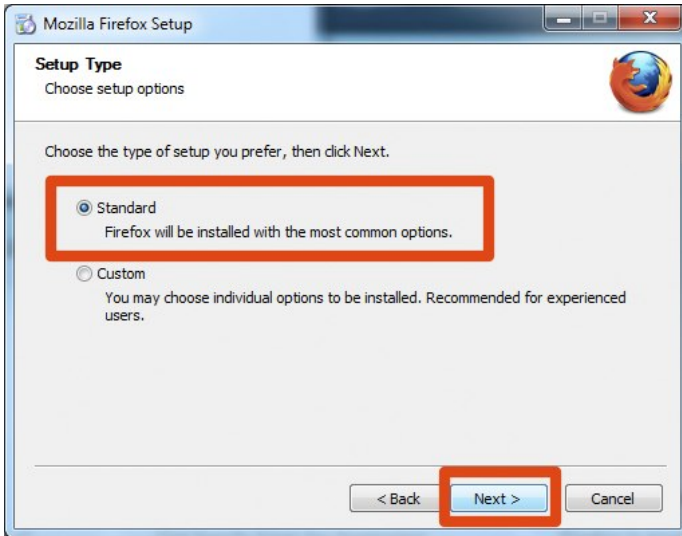 Mozilla Firefox Setup
Setup Type
Choose setup options
Choose the type of setup you prefer, then click Next.
Standard
Firefox will be installed with the most common options.
Custom
You may choose individual options to be installed. Recommended for experienced
users.
< Back
Next >
Cancel